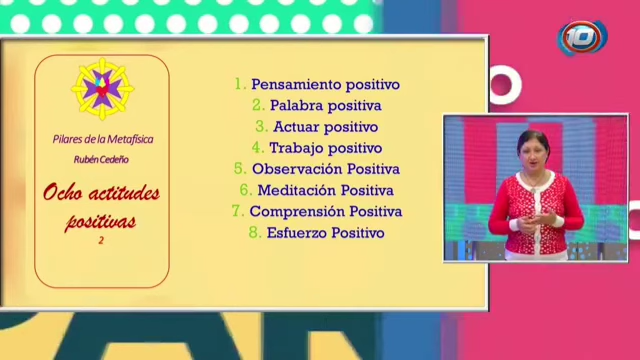 10
Pilares de la Metafísica
Rubén Cedeño
Ocho actitudes
positivas
2
1. Pensamiento positivo
2. Palabra positiva
3. Actuar positivo
4. Trabajo positivo
5. Observación Positiva
6. Meditación Positiva
7. Comprensión Positiva
8. Esfuerzo Positivo